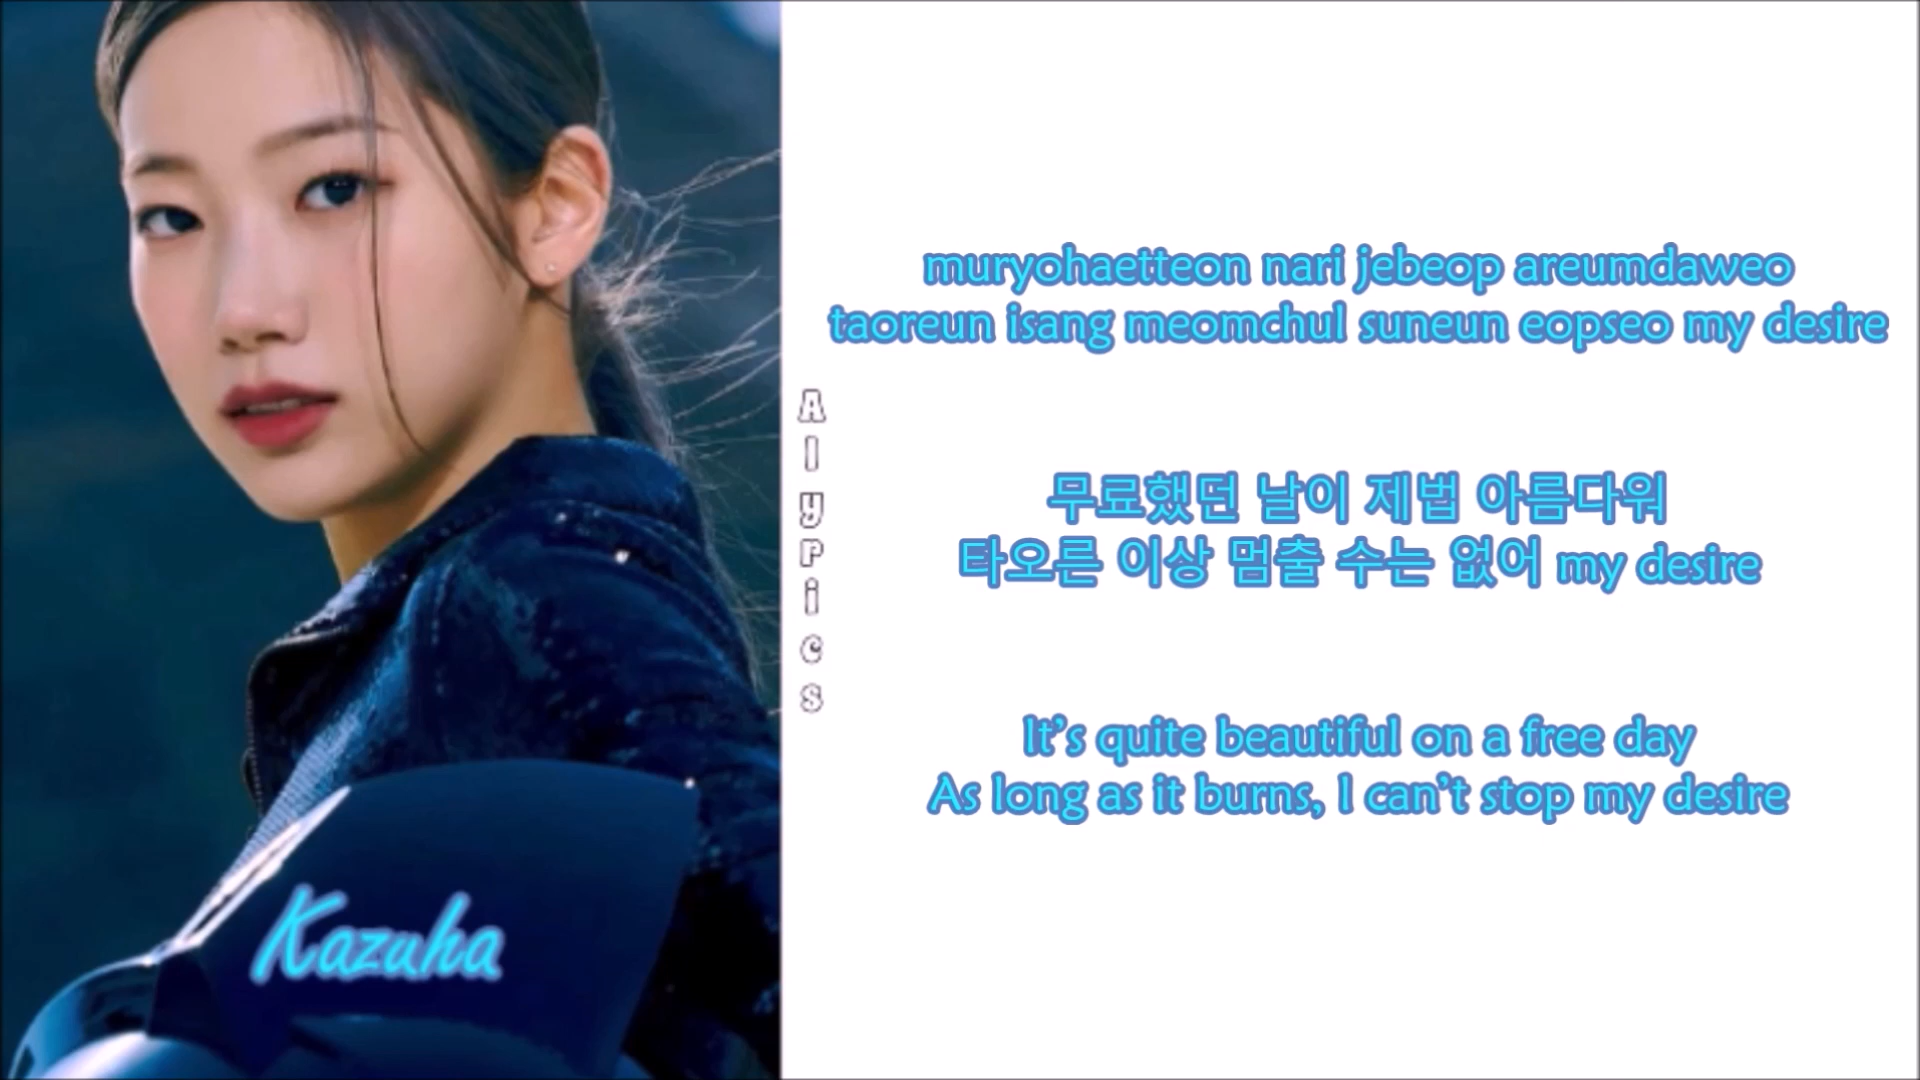 muryohaetteon nari jebeop areumdaweo
taoreun isang meomchul suneun eopseo my desire
AlyPics
무료했던 날이 제법 아름다워
타오른 이상 멈출 수는 없어 my desire
It's quite beautiful on a free day
As long as it burns, I can't stop my desire
Kazuha